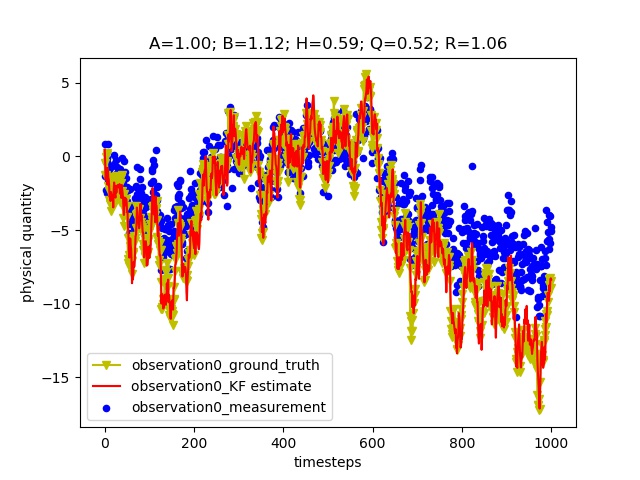 A=1.00; B=1.12; H=0.59; Q=0.52; R=1.06
physical quantity
5
0
−5
−10
−15
observation0_ground_truth
observation0_KF estimate
observation0_measurement
0 200 400 600 800 1000
timesteps